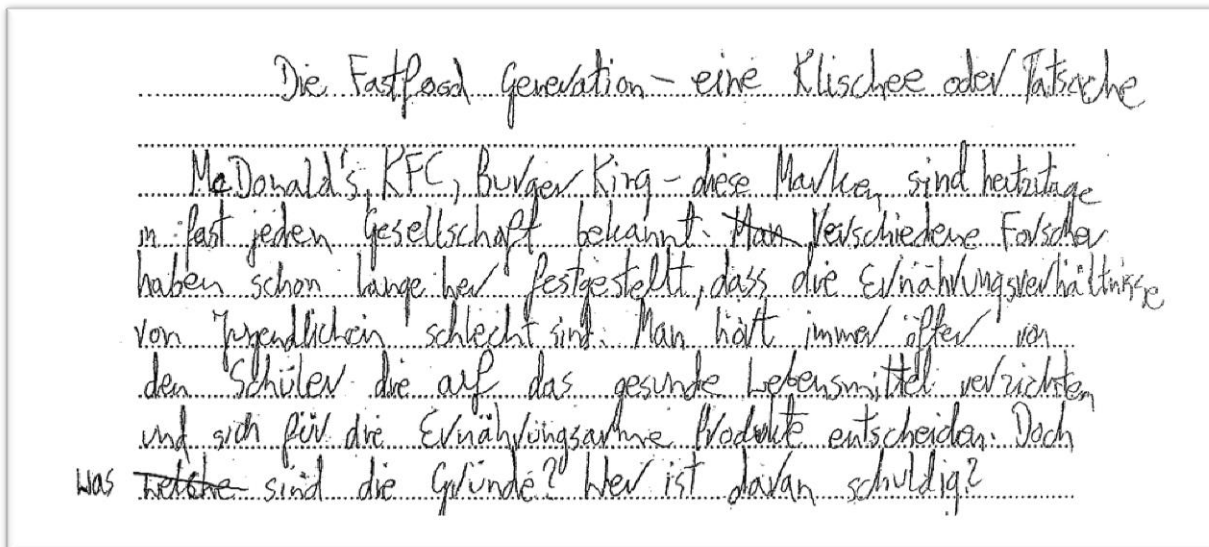 Die Fastfood Generation – eine Klischee oder Tatsache
McDonald's, KFC, Burger King – diese Marken sind heutzutage
in fast jeden Gesellschaft bekannt. ~~Man~~ Verschiedene Forscher
haben schon lange her festgestellt, dass die Ernährungsverhältnisse
von Jugendlichen schlecht sind. Man hört immer öfter von
den Schüler die auf das gesunde Lebensmittel verzichten
und sich für die Ernährungsarme Produkte entscheiden. Doch
was ~~welche~~ sind die Gründe? Wer ist daran schuldig?